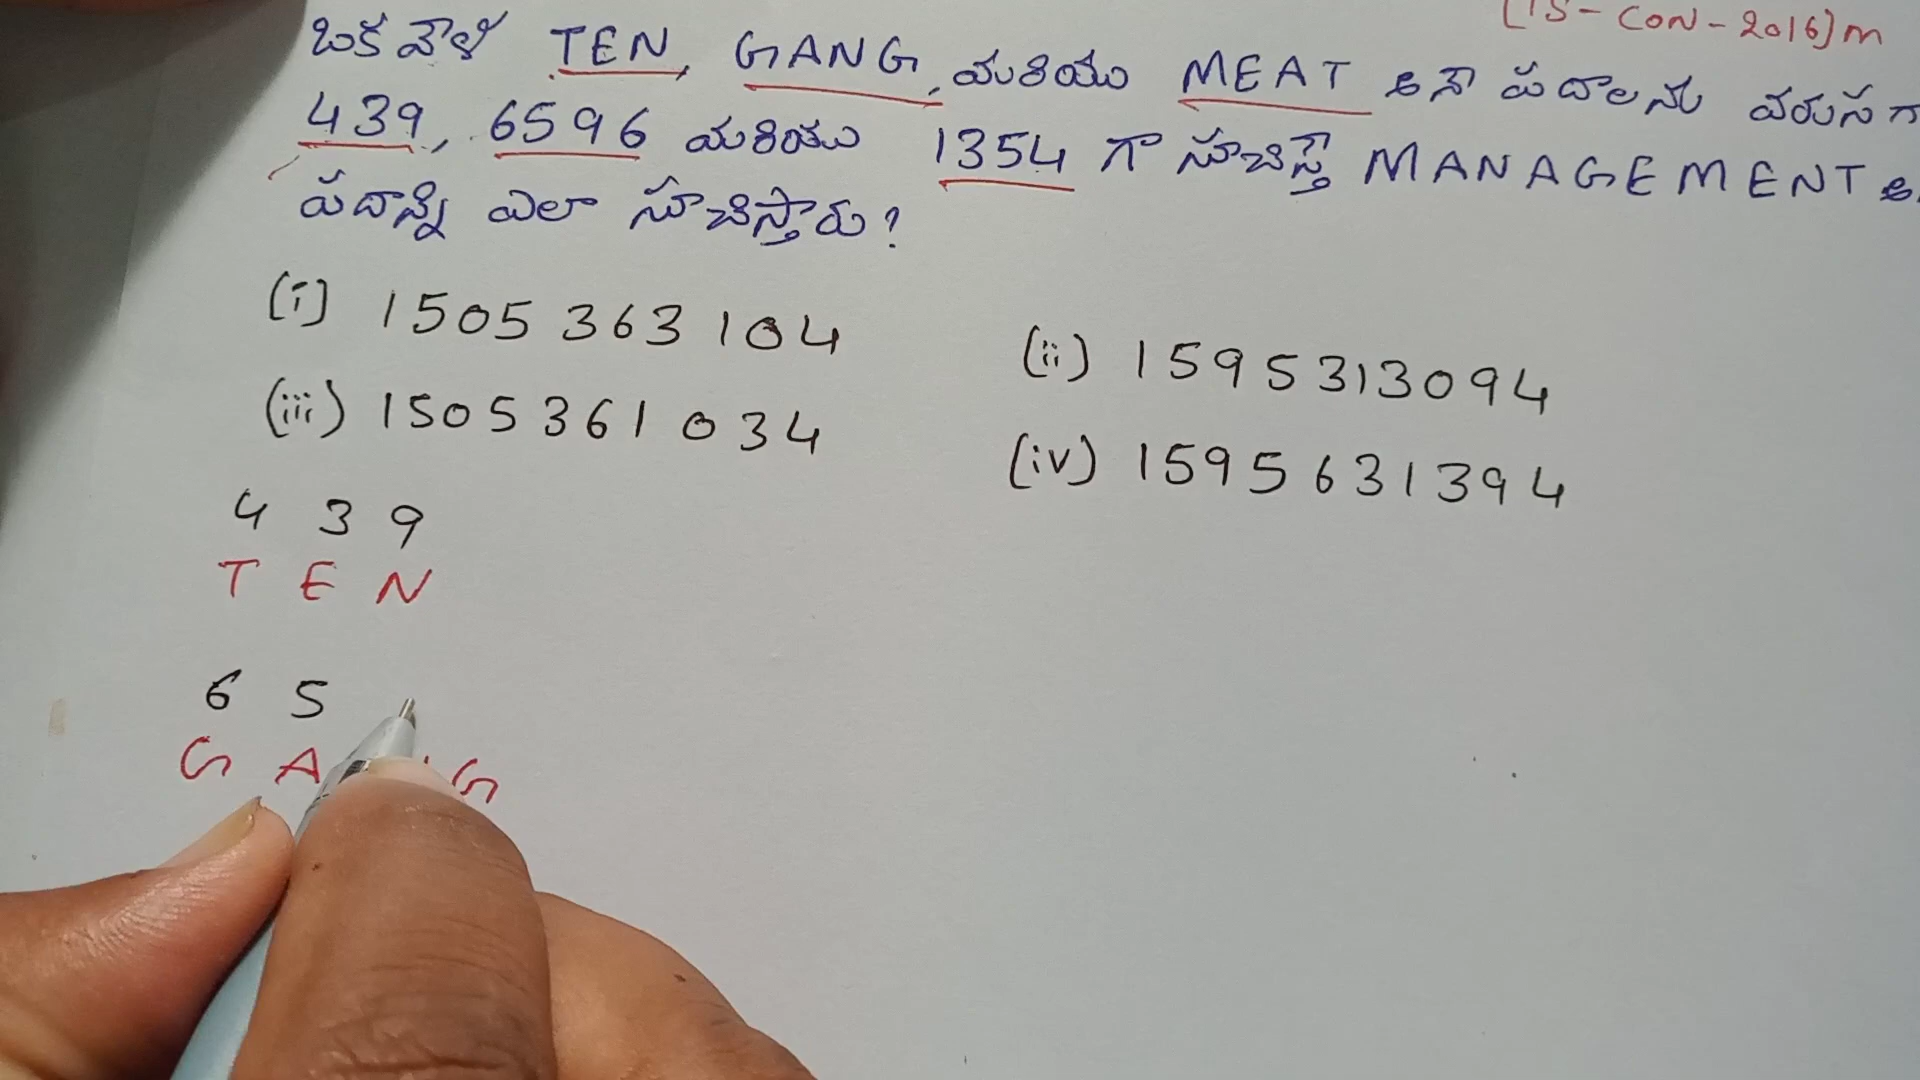 [TS-CON-2016]m
ఒకవేళ TEN, GANG, మరియు MEAT అనే పదాలను వరుసగా
439, 6596 మరియు 1354 గా సూచిస్తే MANAGEMENT అ
పదాన్ని ఎలా సూచిస్తారు?
(i) 1505363104
(ii) 1595313094
(iii) 1505361034
(iv) 1595631394
4 3 9
T E N
6 5
G A G